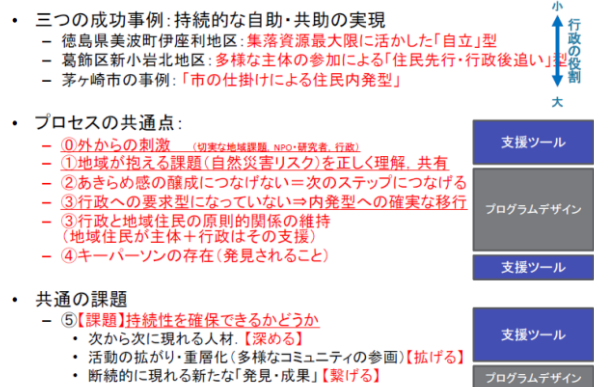 • 三つの成功事例:持続的な自助・共助の実現
– 徳島県美波町伊座利地区:集落資源最大限に活かした「自立」型
– 葛飾区新小岩北地区:多様な主体の参加による「住民先行・行政後追い」型
– 茅ヶ崎市の事例:「市の仕掛けによる住民内発型」
小
行政の役割
大
• プロセスの共通点:
– ⓪外からの刺激 (切実な地域課題, NPO・研究者, 行政)
– ①地域が抱える課題(自然災害リスク)を正しく理解,共有
– ②あきらめ感の醸成につなげない=次のステップにつなげる
– ③行政への要求型になっていない⇒内発型への確実な移行
– ③行政と地域住民の原則的関係の維持
(地域住民が主体+行政はその支援)
– ④キーパーソンの存在(発見されること)
支援ツール
プログラムデザイン
支援ツール
• 共通の課題
– ⑤【課題】持続性を確保できるかどうか
• 次から次に現れる人材.【深める】
• 活動の拡がり・重層化(多様なコミュニティの参画)【拡げる】
• 断続的に現れる新たな「発見・成果」【繋げる】
支援ツール
プログラムデザイン